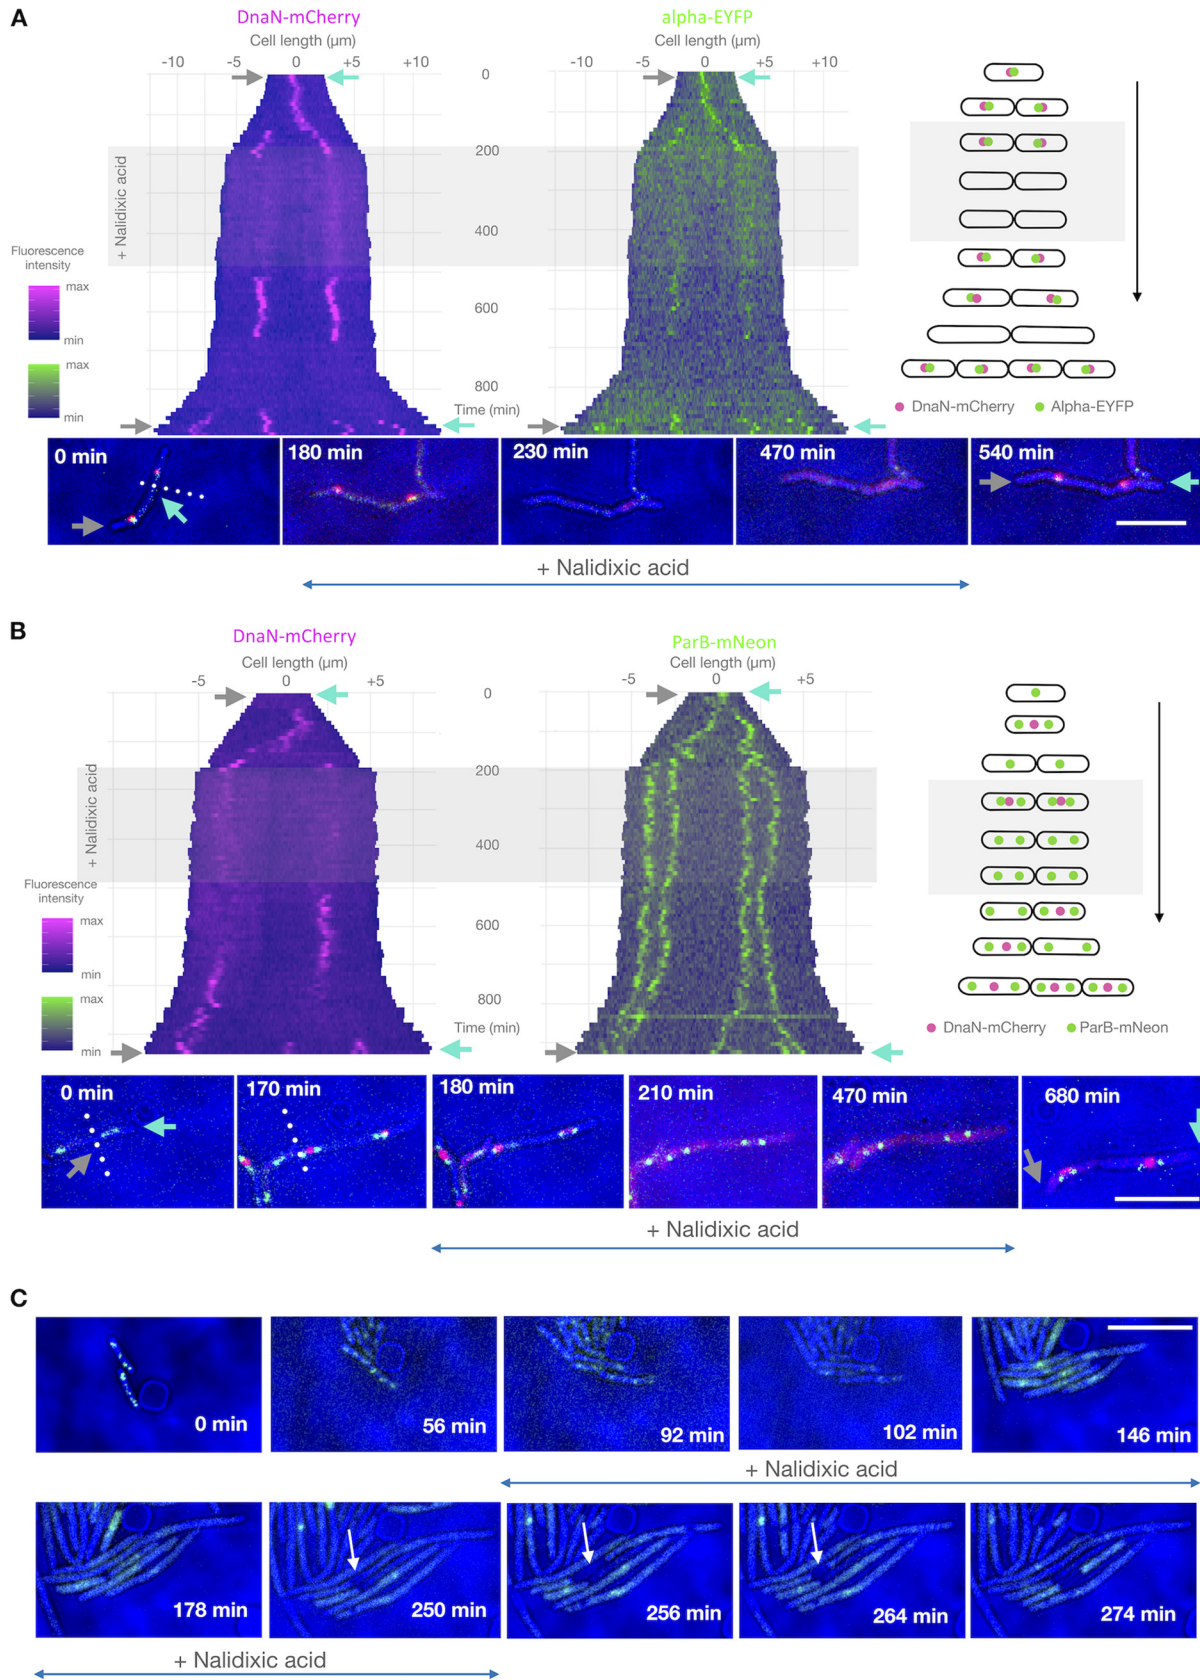 A
DnaN-mCherry
alpha-EYFP
Cell length (µm)
Cell length (µm)
-10 -5 0 +5 +10
-10 -5 0 +5 +10
0
200
400
600
800
Time (min)
+ Nalidixic acid
Fluorescence
intensity
max
min
max
min
DnaN-mCherry Alpha-EYFP
0 min
180 min
230 min
470 min
540 min
+ Nalidixic acid
B
DnaN-mCherry
ParB-mNeon
Cell length (µm)
Cell length (µm)
-5 0 +5
-5 0 +5
0
200
400
600
800
Time (min)
+ Nalidixic acid
Fluorescence
intensity
max
min
max
min
DnaN-mCherry ParB-mNeon
0 min
170 min
180 min
210 min
470 min
680 min
+ Nalidixic acid
C
0 min
56 min
92 min
102 min
146 min
+ Nalidixic acid
178 min
250 min
256 min
264 min
274 min
+ Nalidixic acid